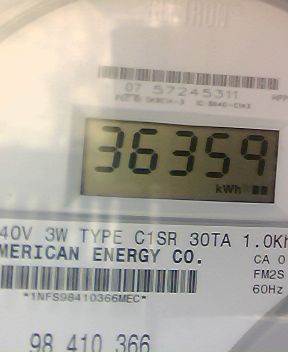 07 57245311
36359
kWh
40V 3W TYPE C1SR 30TA 1.0Kh
MERICAN ENERGY CO.
CA 0
FM2S
60Hz
*1NFS98410366MEC*
98 410 366